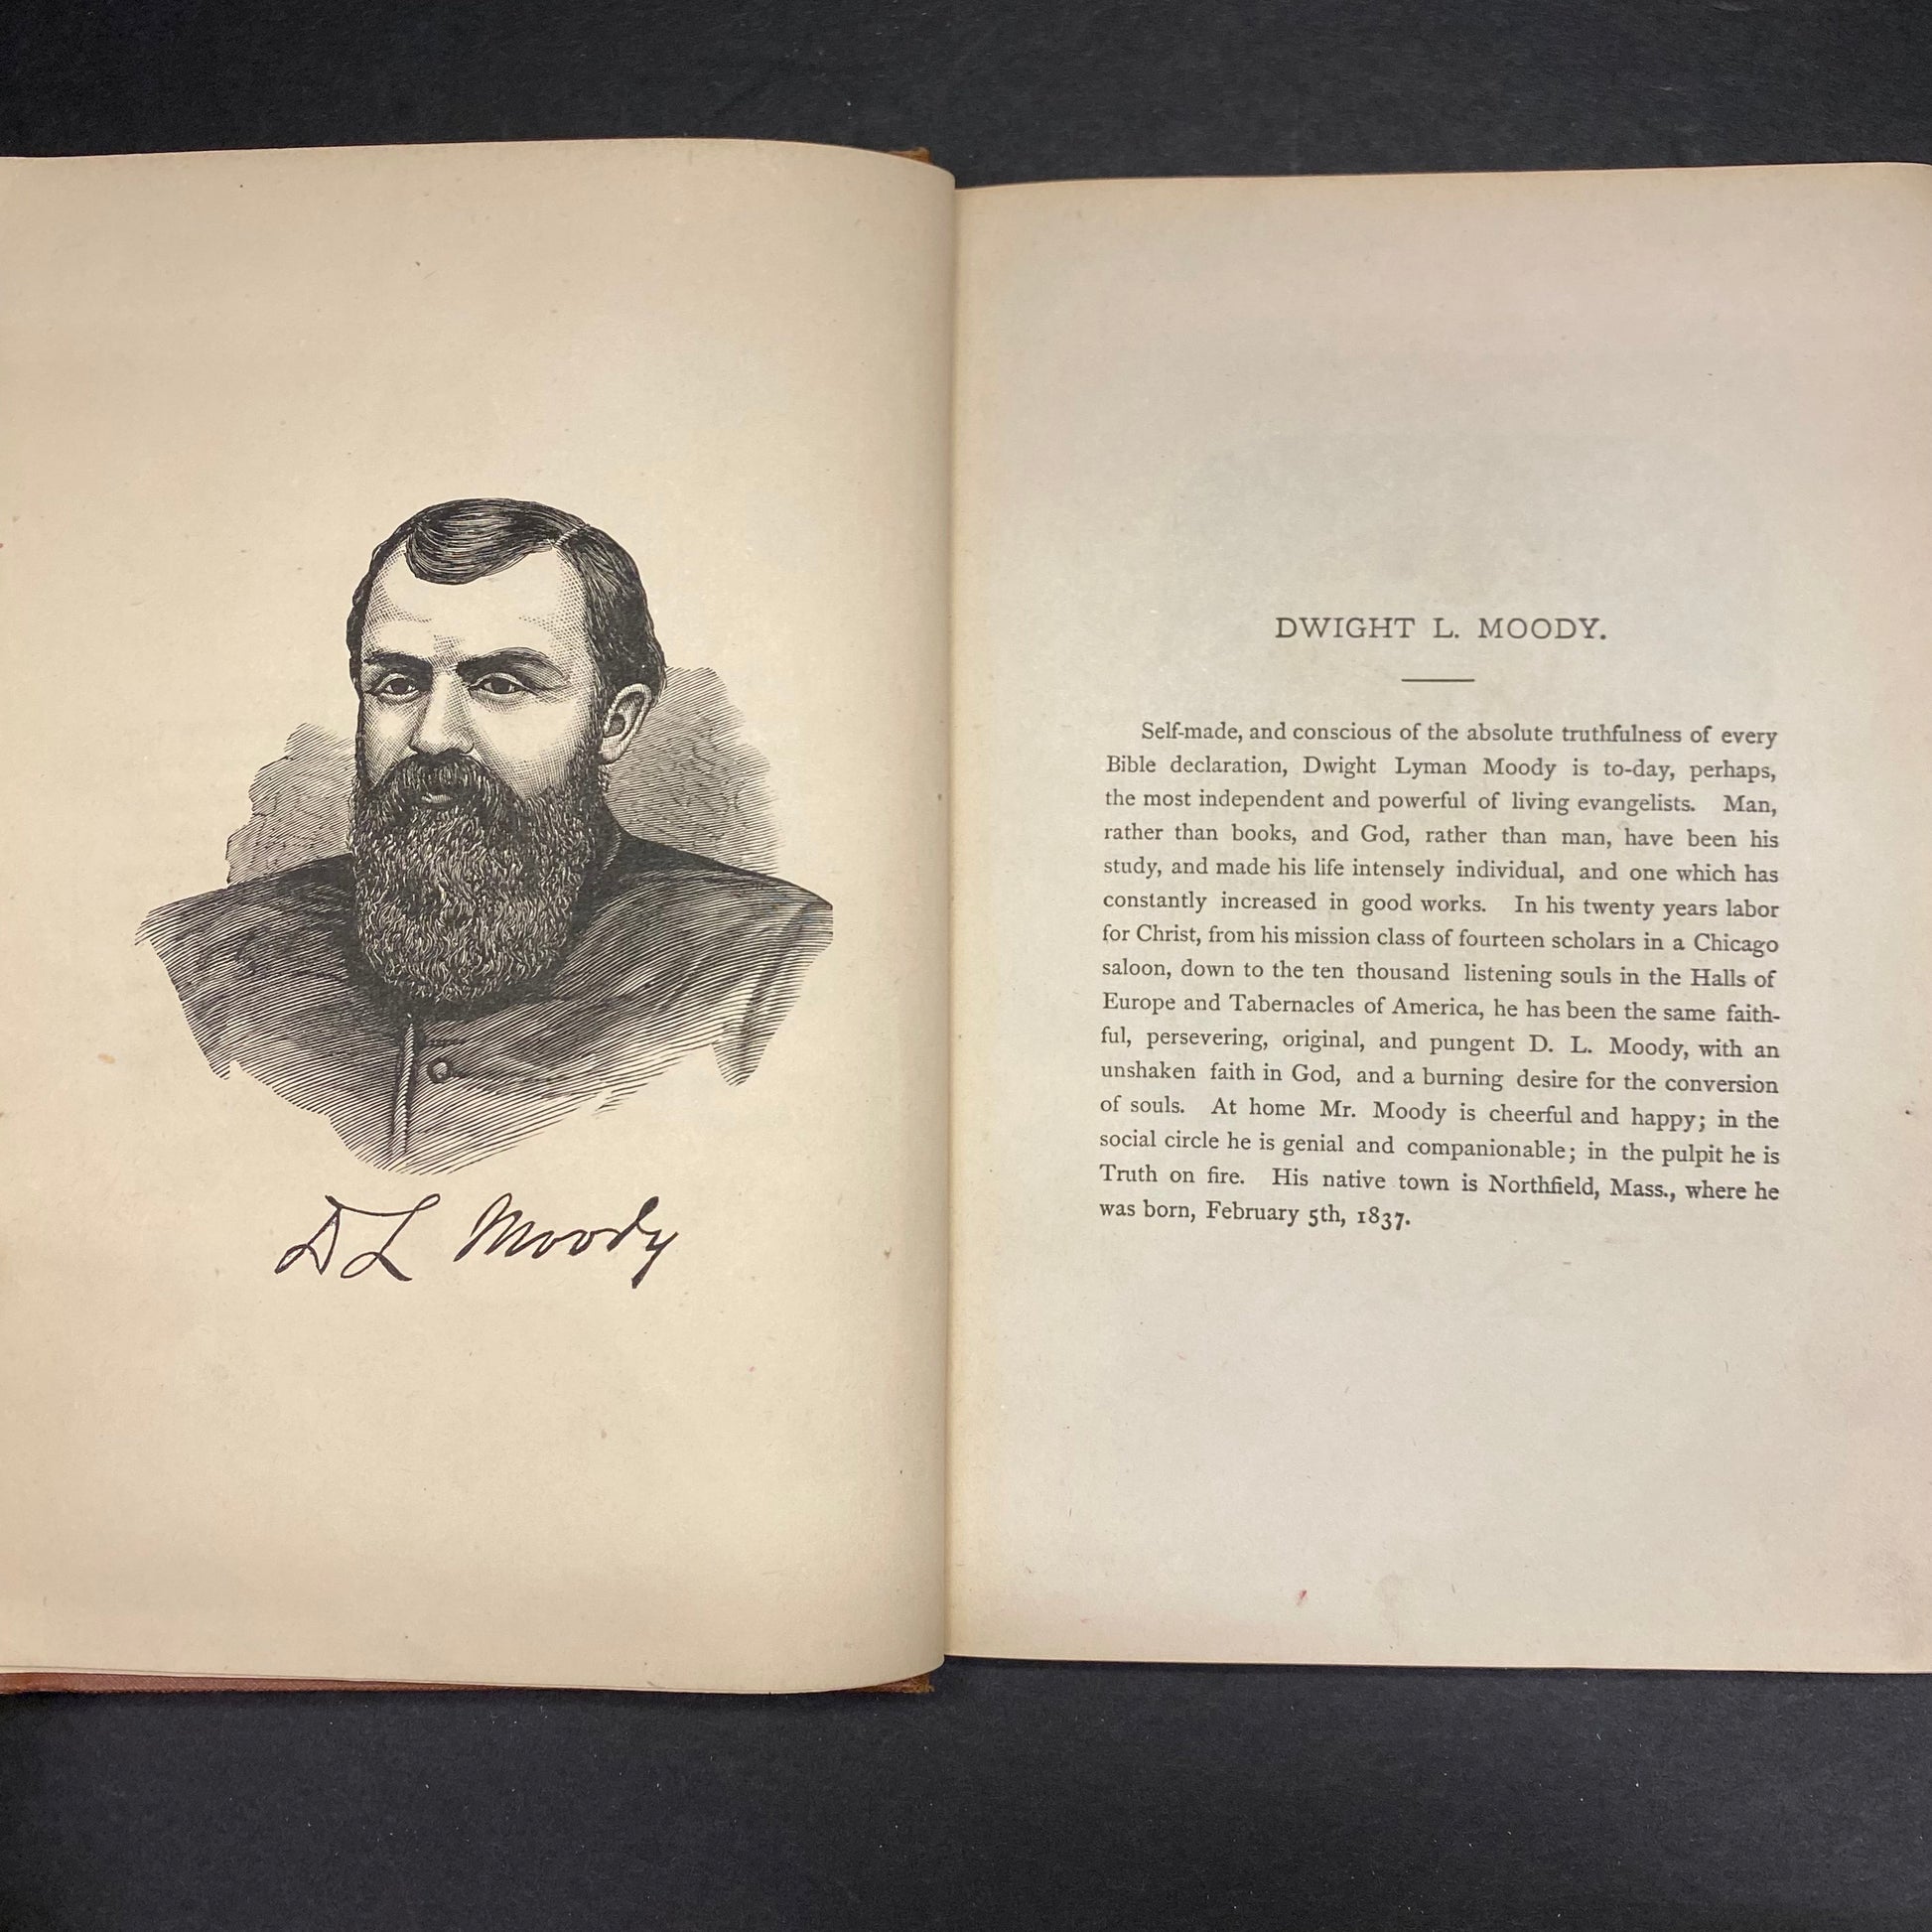 D L Moody
DWIGHT L. MOODY.
Self-made, and conscious of the absolute truthfulness of every
Bible declaration, Dwight Lyman Moody is to-day, perhaps,
the most independent and powerful of living evangelists. Man,
rather than books, and God, rather than man, have been his
study, and made his life intensely individual, and one which has
constantly increased in good works. In his twenty years labor
for Christ, from his mission class of fourteen scholars in a Chicago
saloon, down to the ten thousand listening souls in the Halls of
Europe and Tabernacles of America, he has been the same faith-
ful, persevering, original, and pungent D. L. Moody, with an
unshaken faith in God, and a burning desire for the conversion
of souls. At home Mr. Moody is cheerful and happy; in the
social circle he is genial and companionable; in the pulpit he is
Truth on fire. His native town is Northfield, Mass., where he
was born, February 5th, 1837.